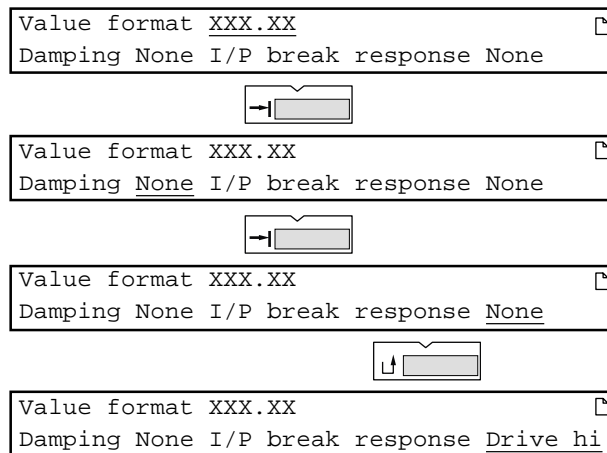 Value format XXX.XX
Damping None I/P break response None
Value format XXX.XX
Damping None I/P break response None
Value format XXX.XX
Damping None I/P break response None
Value format XXX.XX
Damping None I/P break response Drive hi